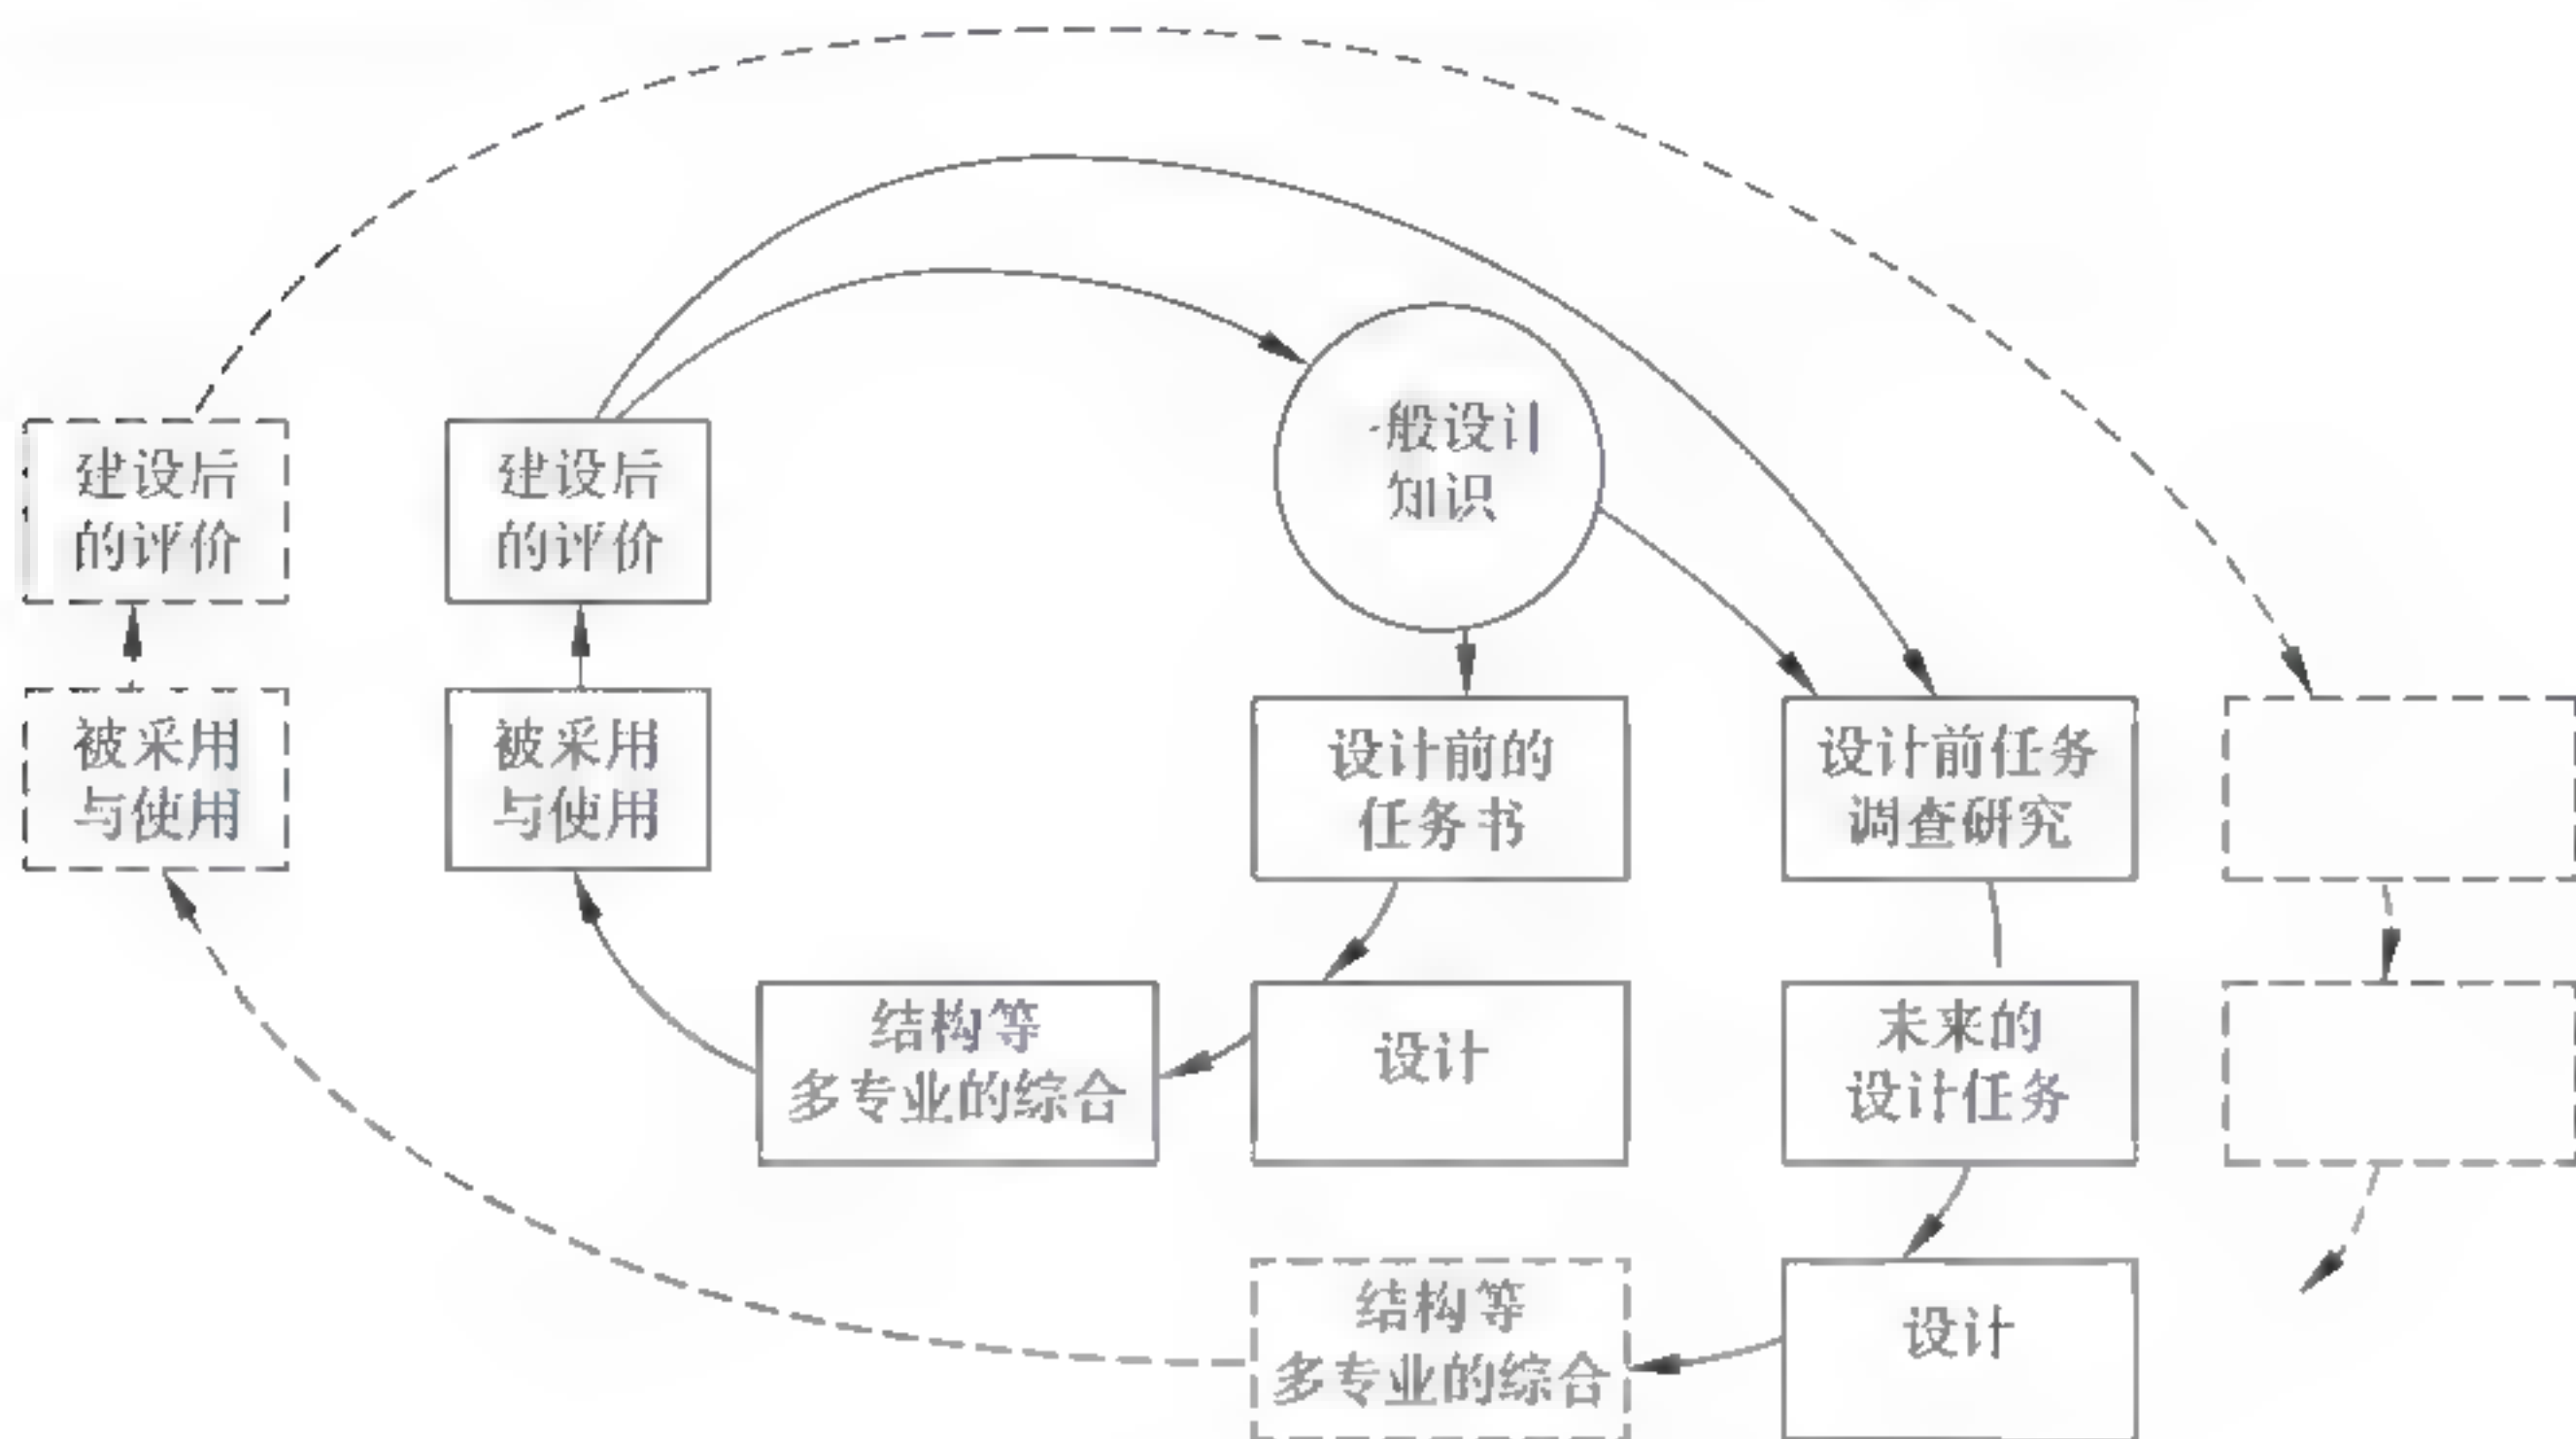 建设后
的评价
建设后
的评价
一般设计
知识
被采用
与使用
被采用
与使用
设计前的
任务书
设计前任务
调查研究
结构等
多专业的综合
设计
未来的
设计任务
结构等
多专业的综合
设计